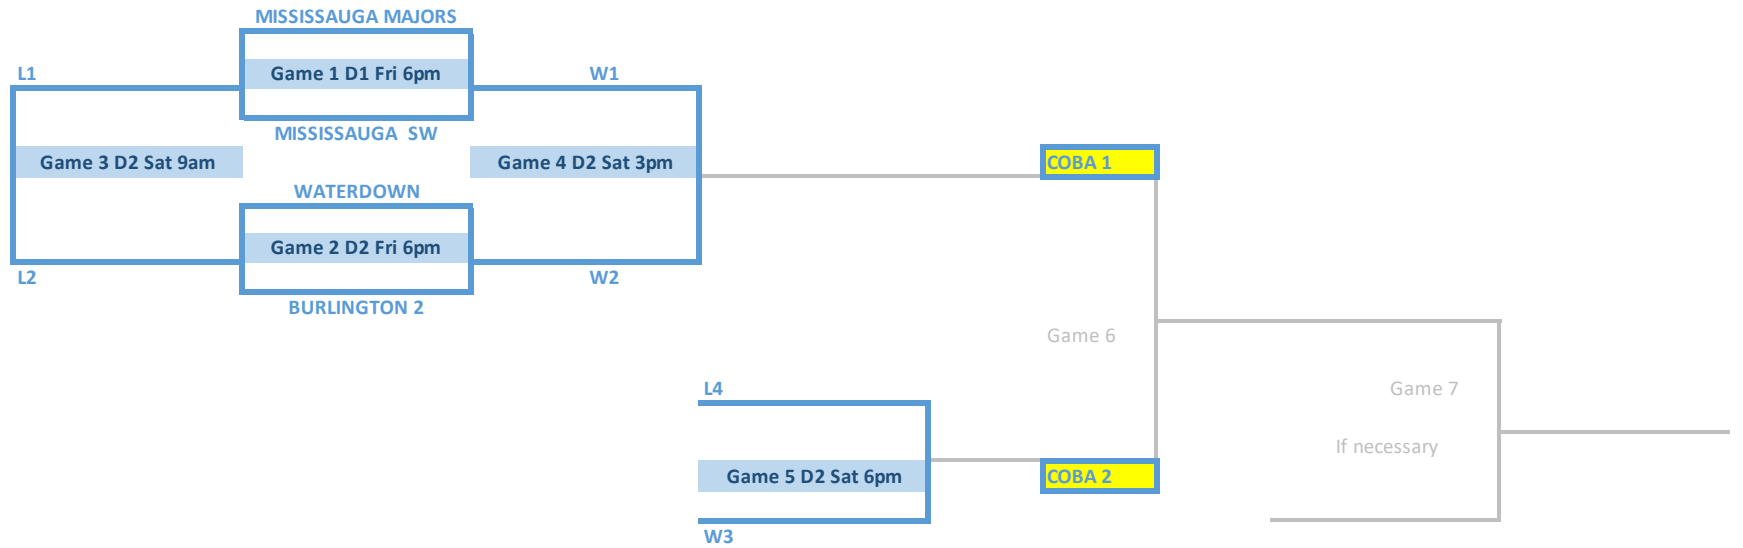 MISSISSAUGA MAJORS
L1
Game 1 D1 Fri 6pm
W1
MISSISSAUGA  SW
Game 3 D2 Sat 9am
Game 4 D2 Sat 3pm
COBA 1
WATERDOWN
Game 2 D2 Fri 6pm
L2
W2
BURLINGTON 2
Game 6
L4
Game 7
If necessary
Game 5 D2 Sat 6pm
COBA 2
W3